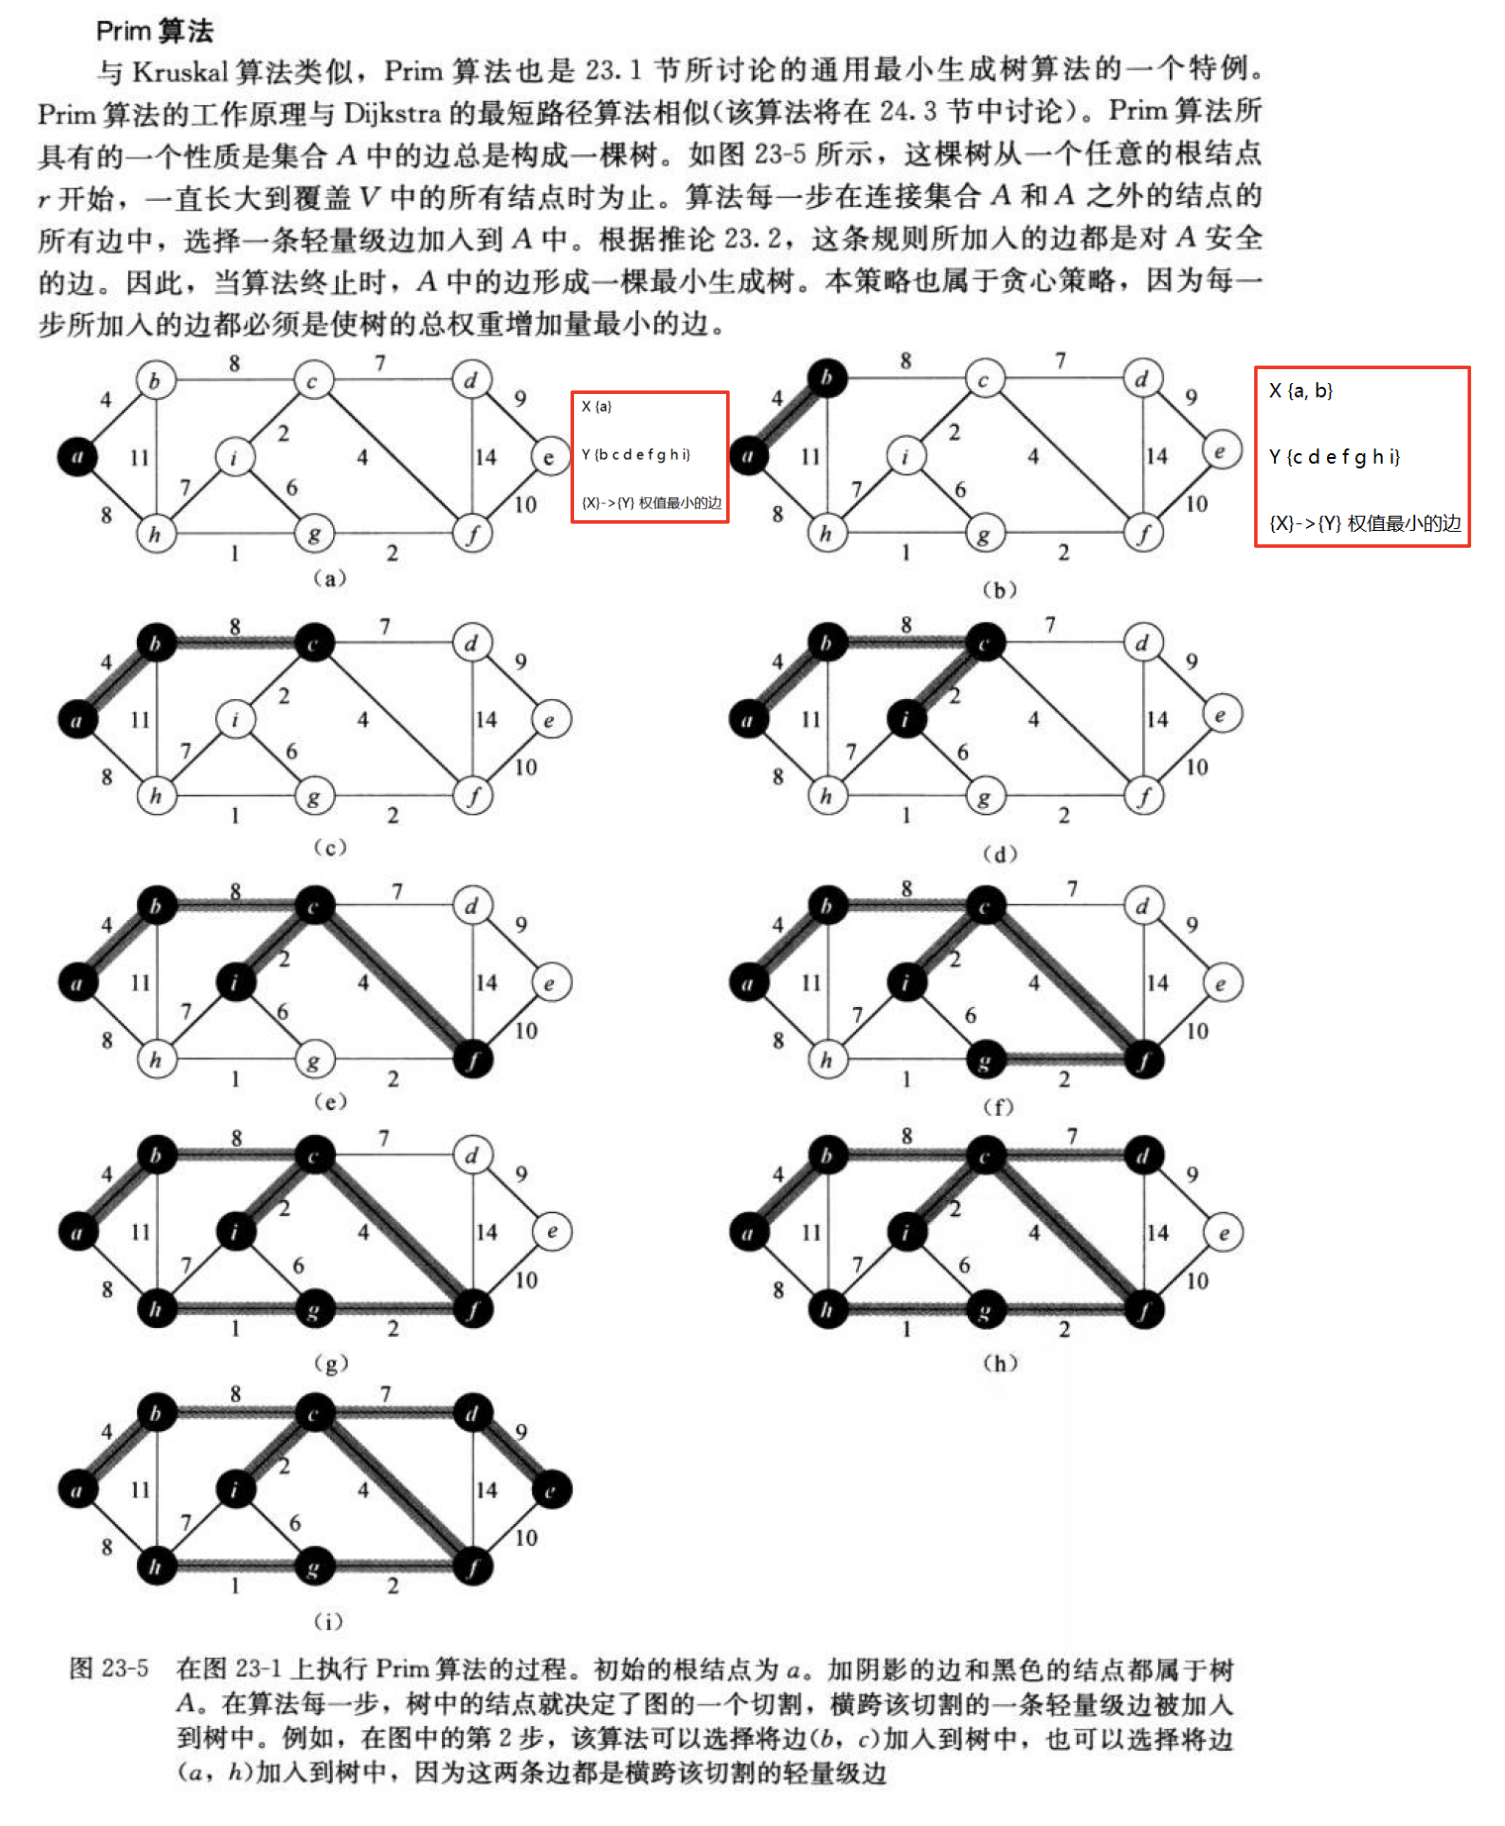 Prim 算法
与 Kruskal 算法类似，Prim 算法也是 23.1 节所讨论的通用最小生成树算法的一个特例。
Prim 算法的工作原理与 Dijkstra 的最短路径算法相似(该算法将在 24.3 节中讨论)。Prim 算法所
具有的一个性质是集合 A 中的边总是构成一棵树。如图 23-5 所示，这棵树从一个任意的根结点
r 开始，一直长大到覆盖 V 中的所有结点时为止。算法每一步在连接集合 A 和 A 之外的结点的
所有边中，选择一条轻量级边加入到 A 中。根据推论 23.2，这条规则所加入的边都是对 A 安全
的边。因此，当算法终止时，A 中的边形成一棵最小生成树。本策略也属于贪心策略，因为每一
步所加入的边都必须是使树的总权重增加量最小的边。
8 7
b c d
4 9
a 11 i 2 4 14 e
7 6
8 10
h g f
1 2
(a)
X {a}
Y {b c d e f g h i}
{X}->{Y} 权值最小的边
8 7
b c d
4 9
a 11 i 2 4 14 e
7 6
8 10
h g f
1 2
(b)
X {a, b}
Y {c d e f g h i}
{X}->{Y} 权值最小的边
8 7
b c d
4 9
a 11 i 2 4 14 e
7 6
8 10
h g f
1 2
(c)
8 7
b c d
4 9
a 11 i 2 4 14 e
7 6
8 10
h g f
1 2
(d)
8 7
b c d
4 9
a 11 i 2 4 14 e
7 6
8 10
h g f
1 2
(e)
8 7
b c d
4 9
a 11 i 2 4 14 e
7 6
8 10
h g f
1 2
(f)
8 7
b c d
4 9
a 11 i 2 4 14 e
7 6
8 10
h g f
1 2
(g)
8 7
b c d
4 9
a 11 i 2 4 14 e
7 6
8 10
h g f
1 2
(h)
8 7
b c d
4 9
a 11 i 2 4 14 e
7 6
8 10
h g f
1 2
(i)
图 23-5 在图 23-1 上执行 Prim 算法的过程。初始的根结点为 a。加阴影的边和黑色的结点都属于树
A。在算法每一步，树中的结点就决定了图的一个切割，横跨该切割的一条轻量级边被加入
到树中。例如，在图中的第 2 步，该算法可以选择将边(b，c)加入到树中，也可以选择将边
(a，h)加入到树中，因为这两条边都是横跨该切割的轻量级边